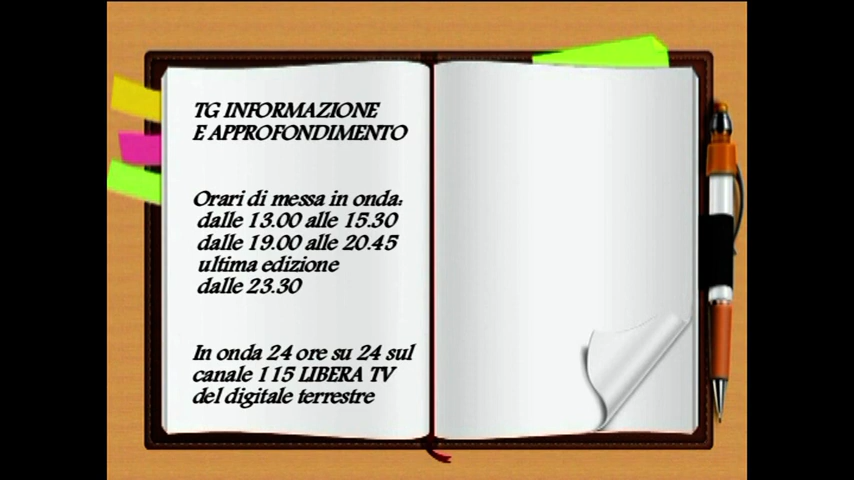 TG INFORMAZIONE
E APPROFONDIMENTO
Orari di messa in onda:
dalle 13.00 alle 15.30
dalle 19.00 alle 20.45
ultima edizione
dalle 23.30
In onda 24 ore su 24 sul
canale 115 LIBERA TV
del digitale terrestre